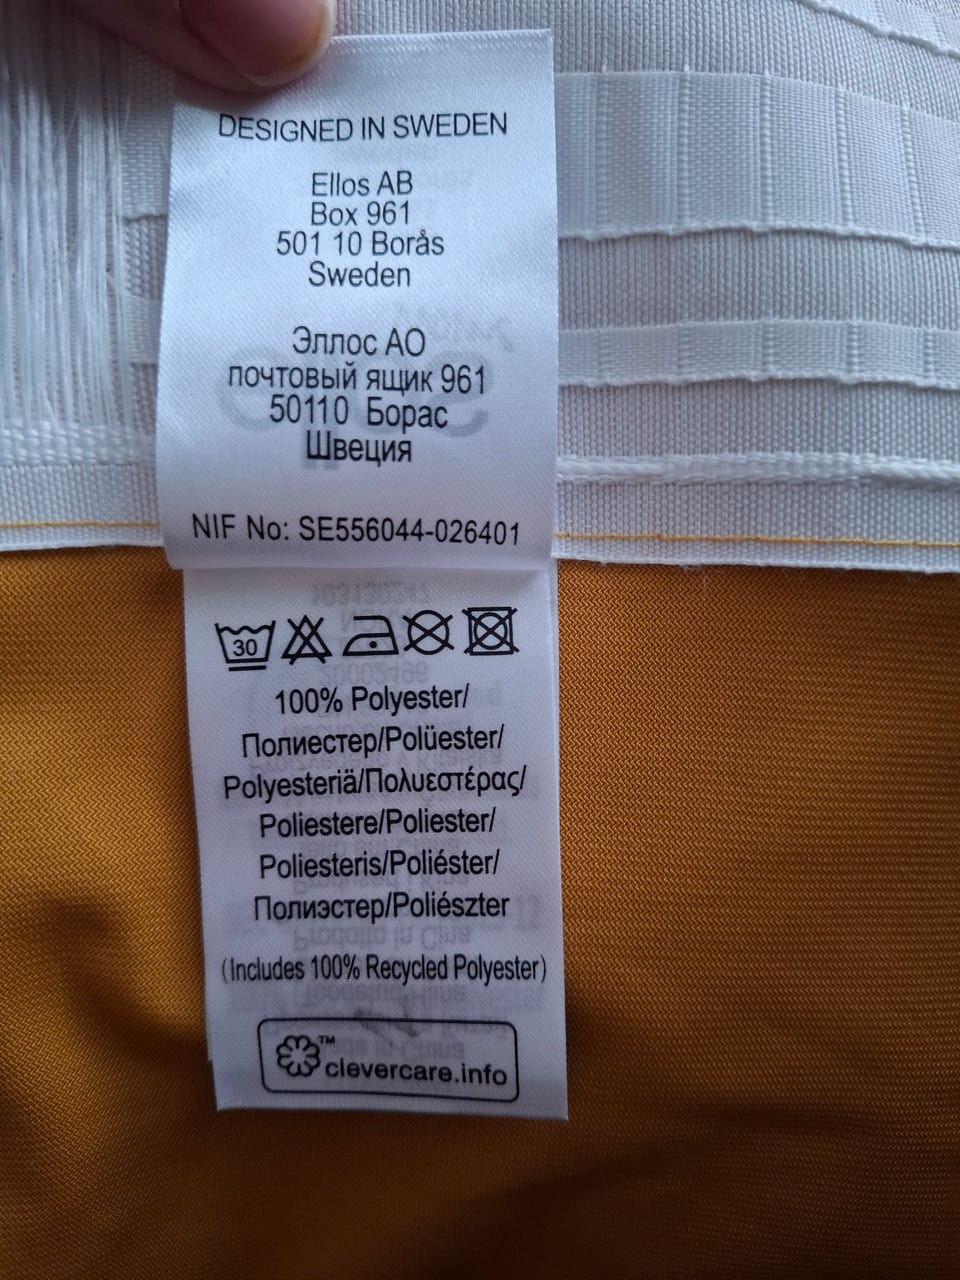 DESIGNED IN SWEDEN
Ellos AB
Box 961
501 10 Borås
Sweden
Эллос АО
почтовый ящик 961
50110 Борас
Швеция
NIF No: SE556044-026401
30
100% Polyester/
Полиестер/Polüester/
Polyesteriä/Πολυεστέρας/
Poliestere/Poliester/
Poliesteris/Poliéster/
Полиэстер/Poliészter
(Includes 100% Recycled Polyester)
™
clevercare.info